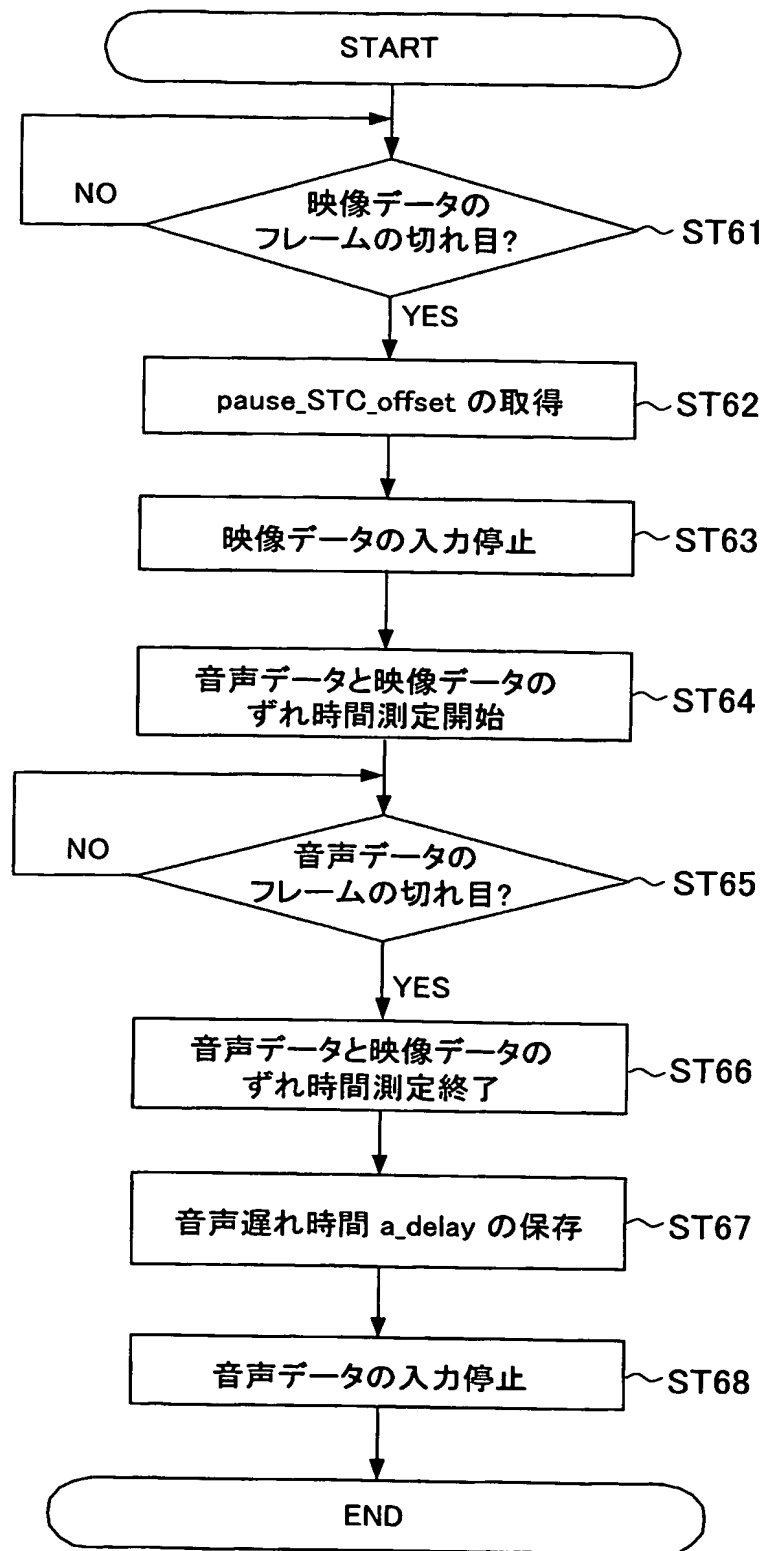 START
NO
映像データの
フレームの切れ目?
ST61
YES
pause_STC_offset の取得
ST62
映像データの入力停止
ST63
音声データと映像データの
ずれ時間測定開始
ST64
NO
音声データの
フレームの切れ目?
ST65
YES
音声データと映像データの
ずれ時間測定終了
ST66
音声遅れ時間 a_delay の保存
ST67
音声データの入力停止
ST68
END